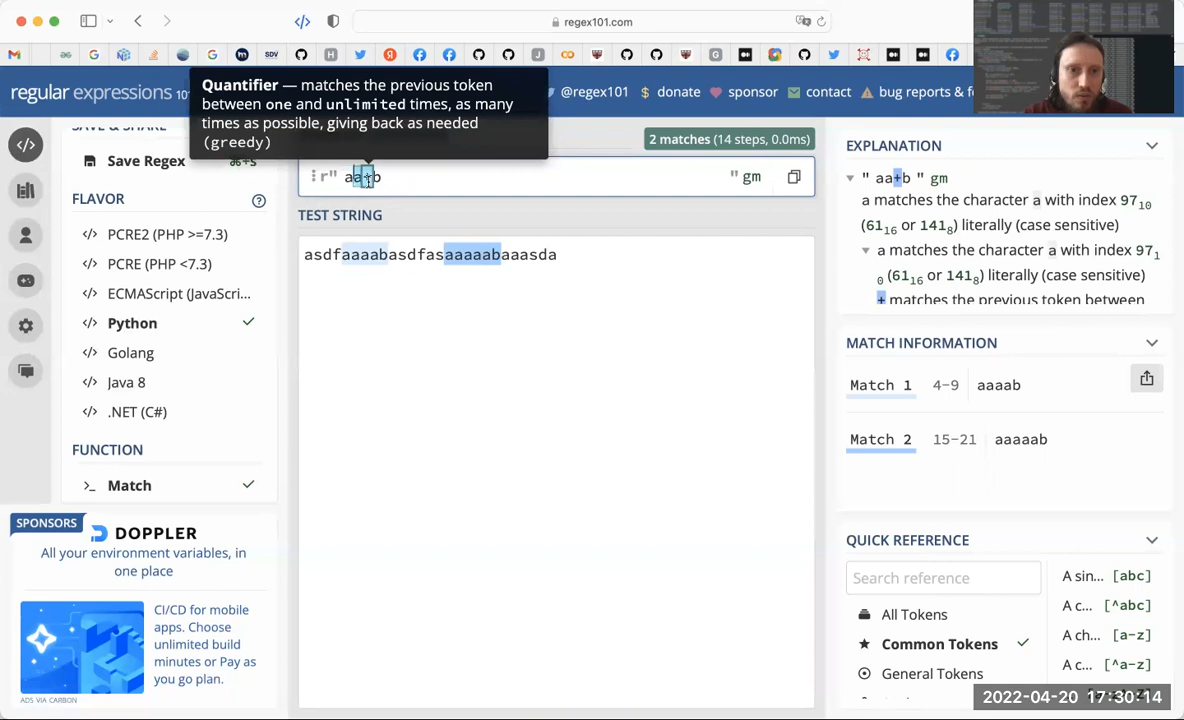 regex101.com
regular expressions 101
@regex101
$ donate
sponsor
contact
bug reports & fe
Quantifier — matches the previous token
between one and unlimited times, as many
times as possible, giving back as needed
(greedy)
SAVE & SHARE
Save Regex
⌘+S
FLAVOR
PCRE2 (PHP >=7.3)
PCRE (PHP <7.3)
ECMAScript (JavaScri...
Python
Golang
Java 8
.NET (C#)
FUNCTION
Match
SPONSORS
DOPPLER
All your environment variables, in
one place
CI/CD for mobile
apps. Choose
unlimited build
minutes or Pay as
you go plan.
ADS VIA CARBON
2 matches (14 steps, 0.0ms)
r" aa+b " gm
TEST STRING
asdfaaaabasdfasaaaaabaaasda
EXPLANATION
" aa+b " gm
a matches the character a with index 97₁₀
(61₁₆ or 141₈) literally (case sensitive)
a matches the character a with index 97₁
₀ (61₁₆ or 141₈) literally (case sensitive)
+ matches the previous token between
MATCH INFORMATION
Match 1 4-9 aaaab
Match 2 15-21 aaaaab
QUICK REFERENCE
Search reference
All Tokens
Common Tokens
General Tokens
A sin... [abc]
A c... [^abc]
A ch... [a-z]
A c... [^a-z]
2022-04-20 17:30:14